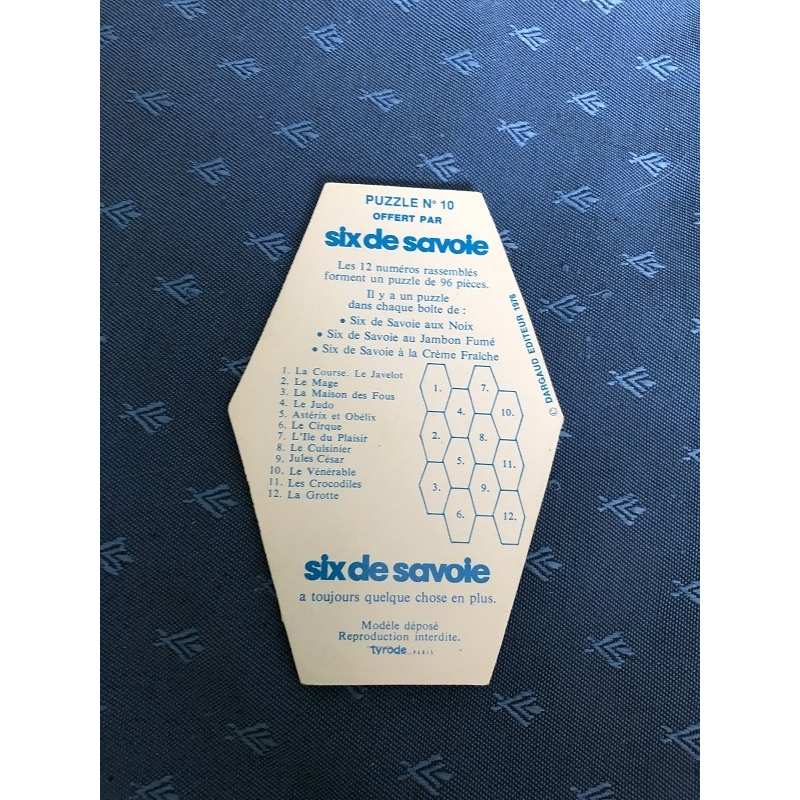 PUZZLE N° 10
OFFERT PAR
six de savoie
Les 12 numéros rassemblés
forment un puzzle de 96 pièces.
Il y a un puzzle
dans chaque boîte de :
• Six de Savoie aux Noix
• Six de Savoie au Jambon Fumé
• Six de Savoie à la Crème Fraîche
© DARGAUD EDITEUR 1976
1. La Course. Le Javelot
2. Le Mage
3. La Maison des Fous
4. Le Judo
5. Astérix et Obélix
6. Le Cirque
7. L'Ile du Plaisir
8. Le Cuisinier
9. Jules César
10. Le Vénérable
11. Les Crocodiles
12. La Grotte
1.
7.
4.
10.
2.
8.
5.
11.
3.
9.
6.
12.
six de savoie
a toujours quelque chose en plus.
Modèle déposé
Reproduction interdite.
tyrode PARIS